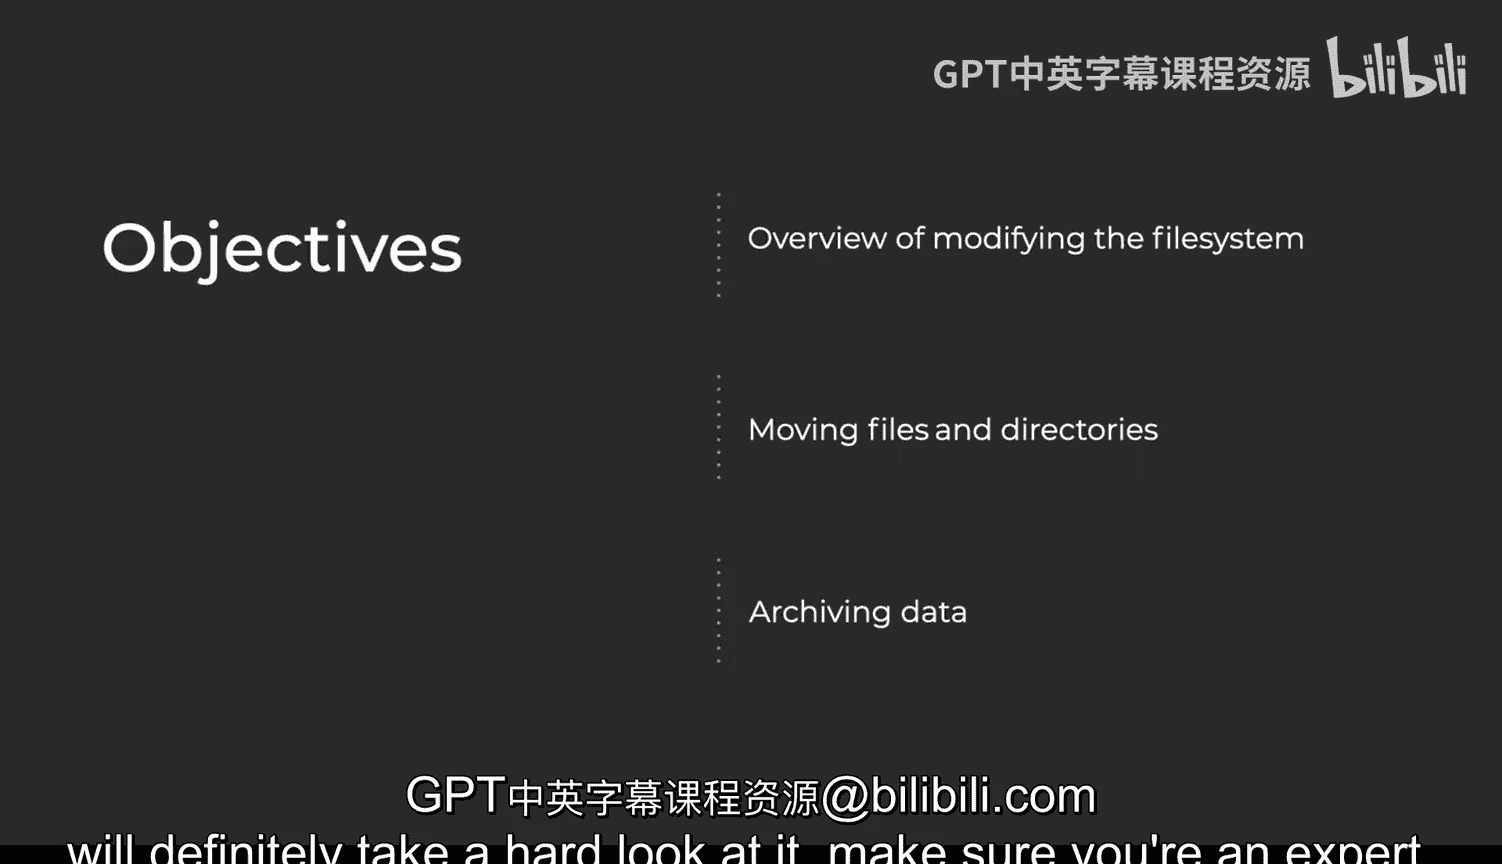 GPT中英字幕课程资源 bilibili
Objectives
Overview of modifying the filesystem
Moving files and directories
Archiving data
GPT中英字幕课程资源@bilibili.com
will definitely take a hard look at it, make sure you're an expert